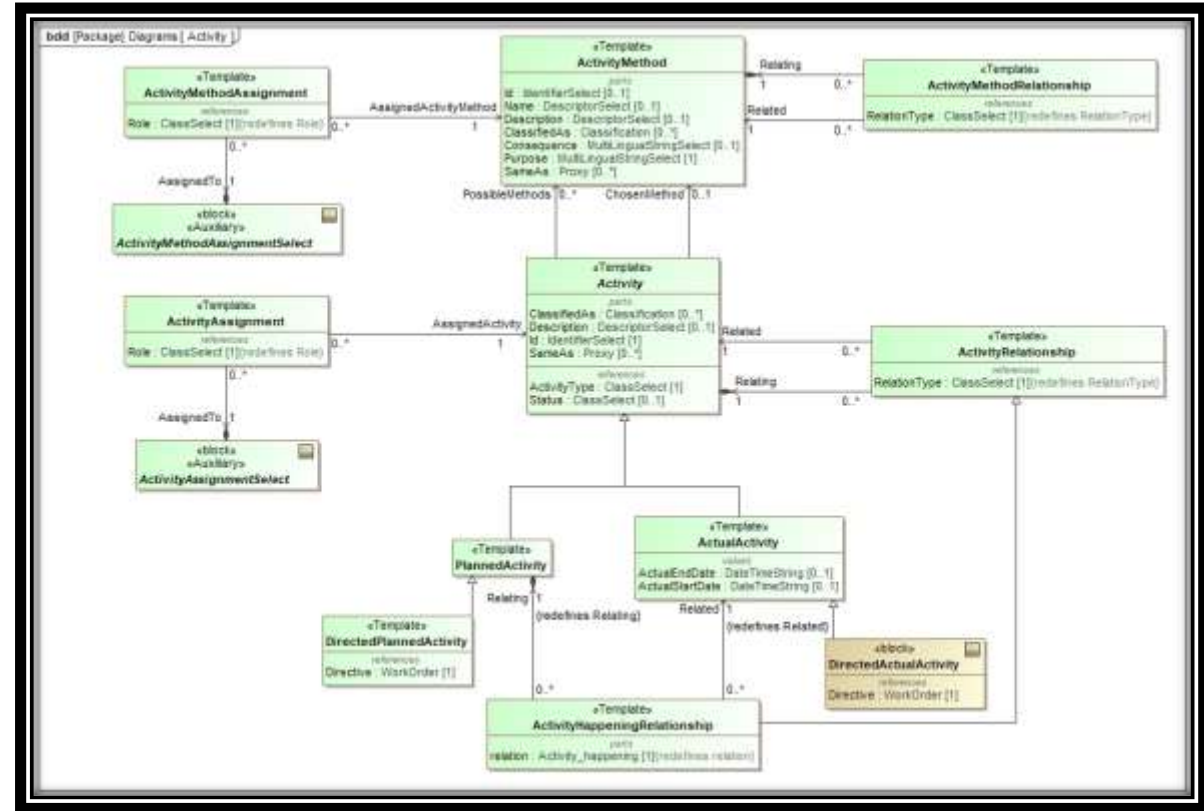 bdd [Package] Diagrams [ Activity ]
«Template»
ActivityMethod
parts
Id : IdentifierSelect [0..1]
Name : DescriptorSelect [0..1]
Description : DescriptorSelect [0..1]
ClassifiedAs : Classification [0..*]
Consequence : MultiLingualStringSelect [0..1]
Purpose : MultiLingualStringSelect [1]
SameAs : Proxy [0..*]
«Template»
ActivityMethodAssignment
references
Role : ClassSelect [1]{redefines Role}
0..*
AssignedActivityMethod
1
Relating
1
0..*
Related
1
0..*
«Template»
ActivityMethodRelationship
references
RelationType : ClassSelect [1]{redefines RelationType}
0..*
AssignedTo
1
«block»
«Auxiliary»
ActivityMethodAssignmentSelect
PossibleMethods
0..*
ChosenMethod
0..1
«Template»
Activity
parts
ClassifiedAs : Classification [0..*]
Description : DescriptorSelect [0..1]
Id : IdentifierSelect [1]
SameAs : Proxy [0..*]
references
ActivityType : ClassSelect [1]
Status : ClassSelect [0..1]
«Template»
ActivityAssignment
references
Role : ClassSelect [1]{redefines Role}
0..*
AssignedActivity
1
Related
1
0..*
Relating
1
0..*
«Template»
ActivityRelationship
references
RelationType : ClassSelect [1]{redefines RelationType}
0..*
AssignedTo
1
«block»
«Auxiliary»
ActivityAssignmentSelect
«Template»
PlannedActivity
«Template»
ActualActivity
values
ActualEndDate : DateTimeString [0..1]
ActualStartDate : DateTimeString [0..1]
Relating
1
{redefines Relating}
Related
1
{redefines Related}
«Template»
DirectedPlannedActivity
references
Directive : WorkOrder [1]
«block»
DirectedActualActivity
references
Directive : WorkOrder [1]
0..*
0..*
«Template»
ActivityHappeningRelationship
parts
relation : Activity_happening [1]{redefines relation}